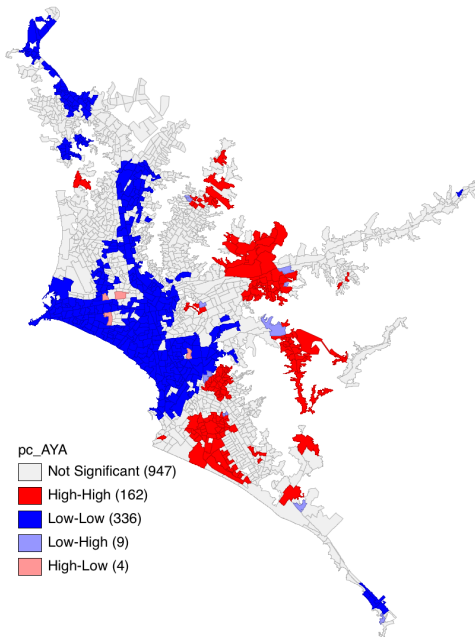 pc_AYA
Not Significant (947)
High-High (162)
Low-Low (336)
Low-High (9)
High-Low (4)